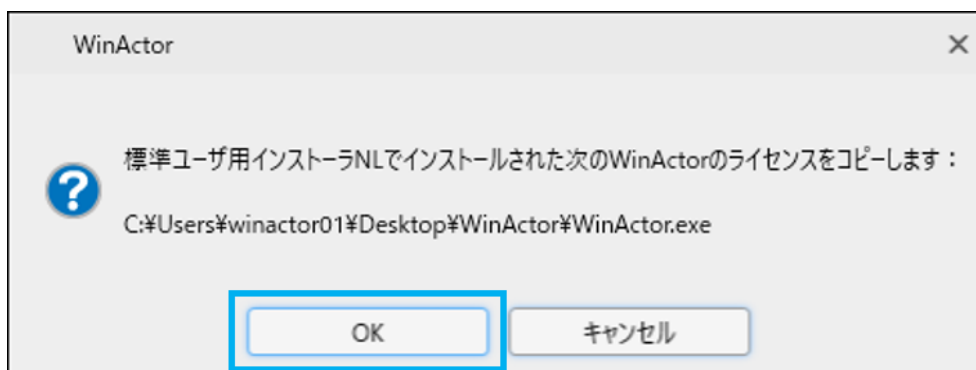 WinActor
標準ユーザ用インストーラNLでインストールされた次のWinActorのライセンスをコピーします：
C:¥Users¥winactor01¥Desktop¥WinActor¥WinActor.exe
OK
キャンセル